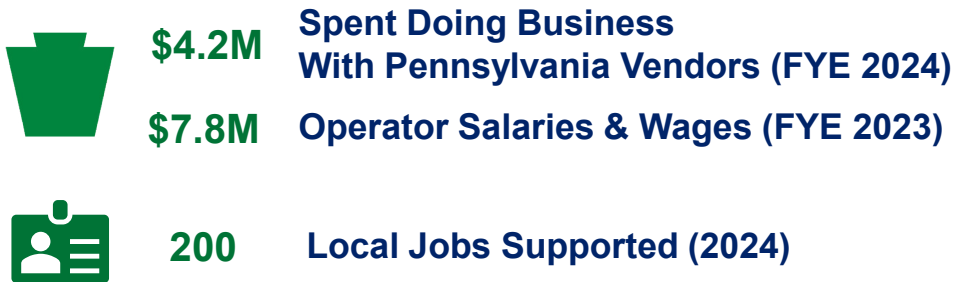 $4.2M Spent Doing Business
With Pennsylvania Vendors (FYE 2024)
$7.8M Operator Salaries & Wages (FYE 2023)
200 Local Jobs Supported (2024)